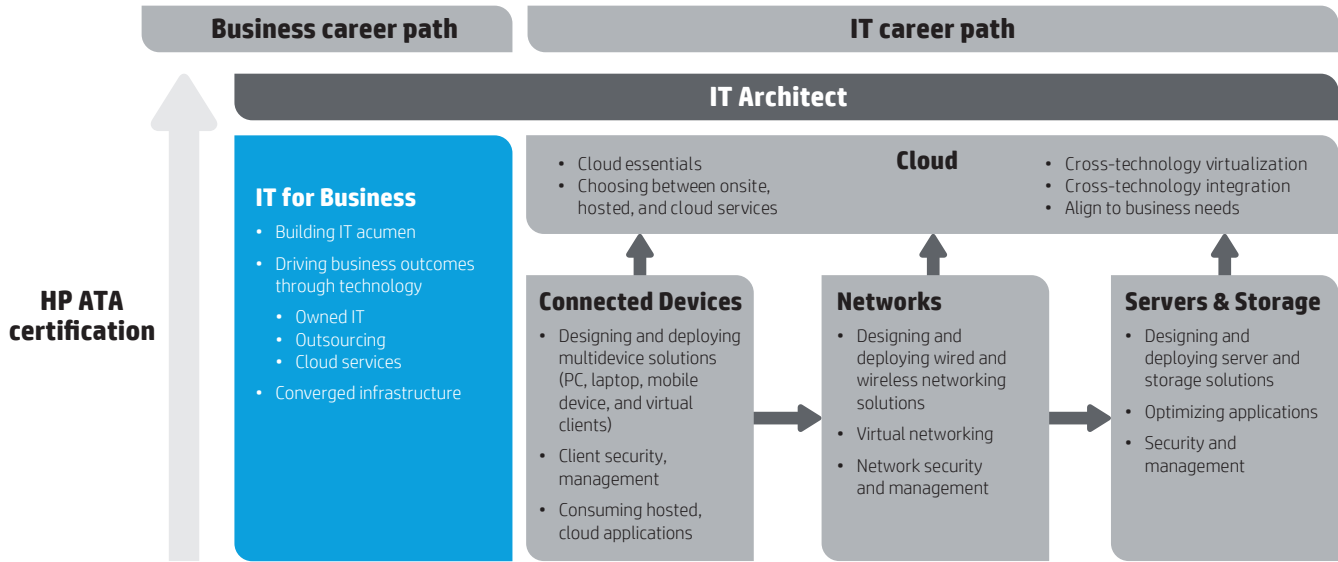 Business career path
IT career path
IT Architect
HP ATA
certification
IT for Business
• Building IT acumen
• Driving business outcomes
through technology
• Owned IT
• Outsourcing
• Cloud services
• Converged infrastructure
Cloud
• Cloud essentials
• Choosing between onsite,
hosted, and cloud services
• Cross-technology virtualization
• Cross-technology integration
• Align to business needs
Connected Devices
• Designing and deploying
multidevice solutions
(PC, laptop, mobile
device, and virtual
clients)
• Client security,
management
• Consuming hosted,
cloud applications
Networks
• Designing and
deploying wired and
wireless networking
solutions
• Virtual networking
• Network security
and management
Servers & Storage
• Designing and
deploying server and
storage solutions
• Optimizing applications
• Security and
management